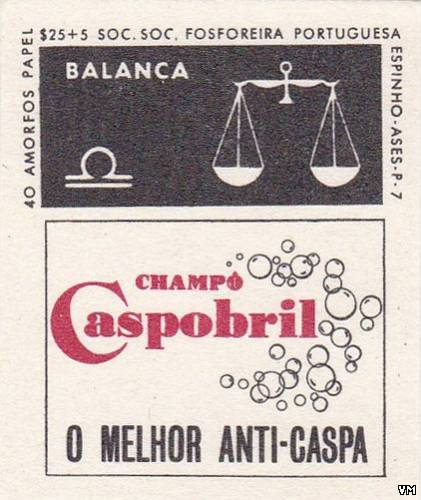 40 AMORFOS PAPEL
$25+5 SOC. SOC. FOSFOREIRA PORTUGUESA
ESPINHO-ASES-P-7
BALANÇA
CHAMPÔ
Caspobril
O MELHOR ANTI-CASPA
VM